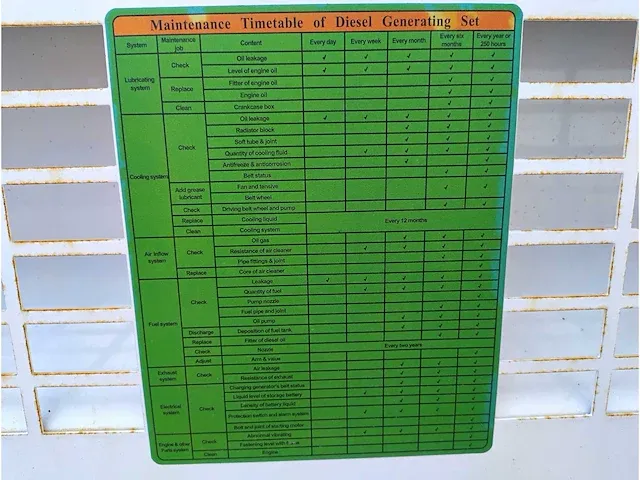 Maintenance Timetable of Diesel Generating Set
System Maintenance job Content Every day Every week Every month Every six months Every year or 250 hours
Lubricating system Check Oil leakage √ √ √ √ √
Level of engine oil √ √ √ √ √
Replace Filter of engine oil √ √
Engine oil √ √
Clean Crankcase box √ √
Cooling system Check Oil leakage √ √ √ √ √
Radiator block √ √ √
Soft tube & joint √ √ √
Quantity of cooling fluid √ √ √ √
Antifreeze & anticorrosion √ √ √
Belt status √ √
Add grease lubricant Fan and tensive √ √
Belt wheel
Check Driving belt wheel and pump √ √
Replace Cooling liquid Every 12 months
Clean Cooling system
Air Inflow system Check Oil gas √ √ √
Resistance of air cleaner √ √ √ √
Pipe fittings & joint √ √
Replace Core of air cleaner √ √
Fuel system Check Leakage √ √ √ √ √
Quantity of fuel √ √ √ √
Pump nozzle √
Fuel pipe and joint √ √
Oil pump √ √ √
Discharge Deposition of fuel tank √ √ √
Replace Filter of diesel oil √ √
Check Nozzle Every two years
Adjust Arm & value √
Exhaust system Check Air leakage √ √ √
Resistance of exhaust √ √ √
Electrical system Check Charging generator's belt status √ √ √
Liquid level of storage battery √ √ √ √
Density of battery liquid √ √ √
Protection switch and alarm system √ √ √
Bolt and joint of starting motor √
Engine & other Parts system Check Abnormal vibrating √ √ √ √
Fastening level with
Clean Engine √